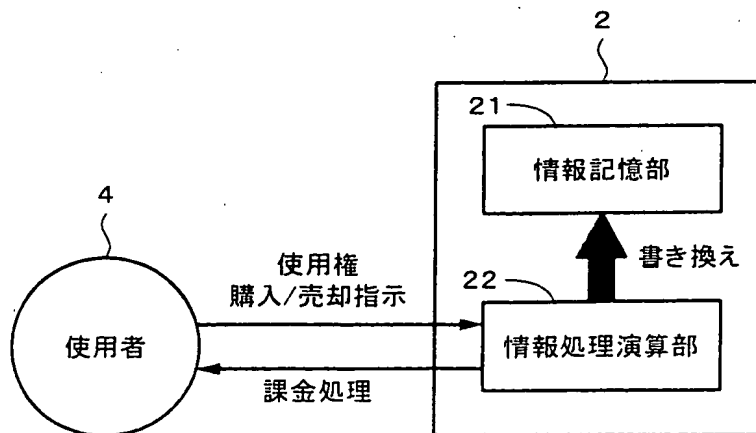 2
21
情報記憶部
4
書き換え
使用権
購入/売却指示
22
使用者
情報処理演算部
課金処理